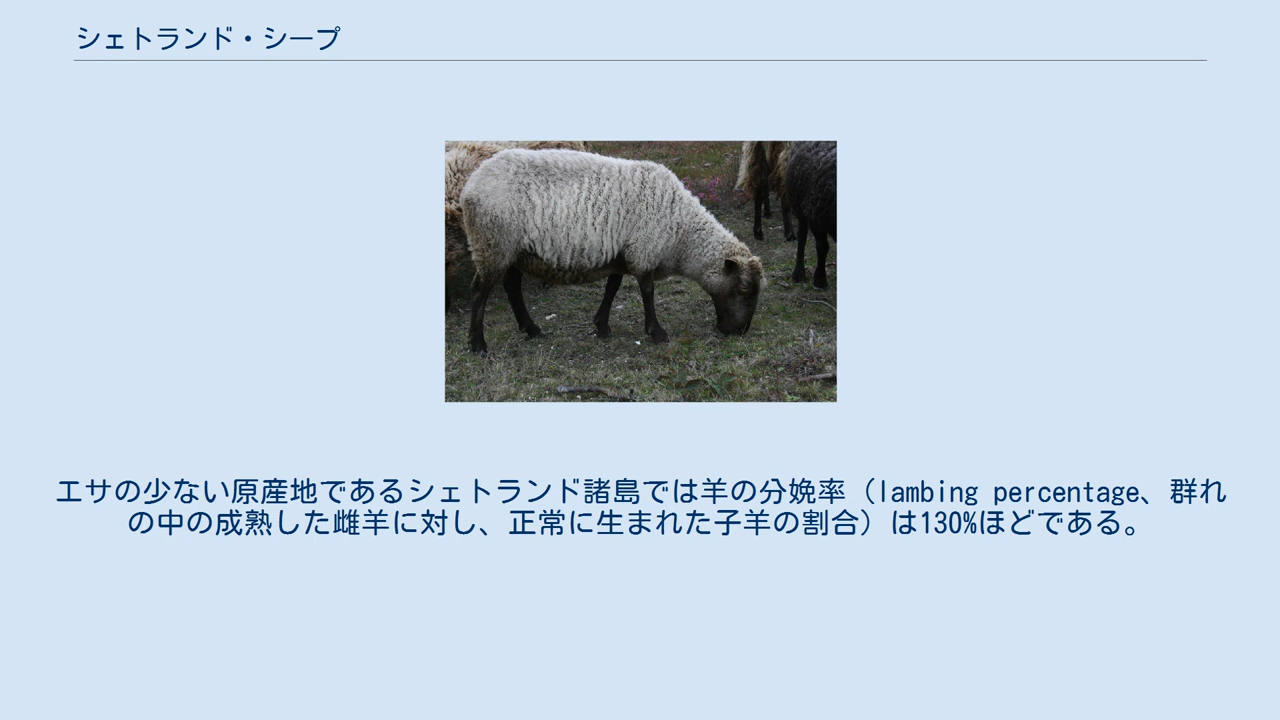 シェトランド・シープ
エサの少ない原産地であるシェトランド諸島では羊の分娩率（lambing percentage、群れ
の中の成熟した雌羊に対し、正常に生まれた子羊の割合）は130%ほどである。